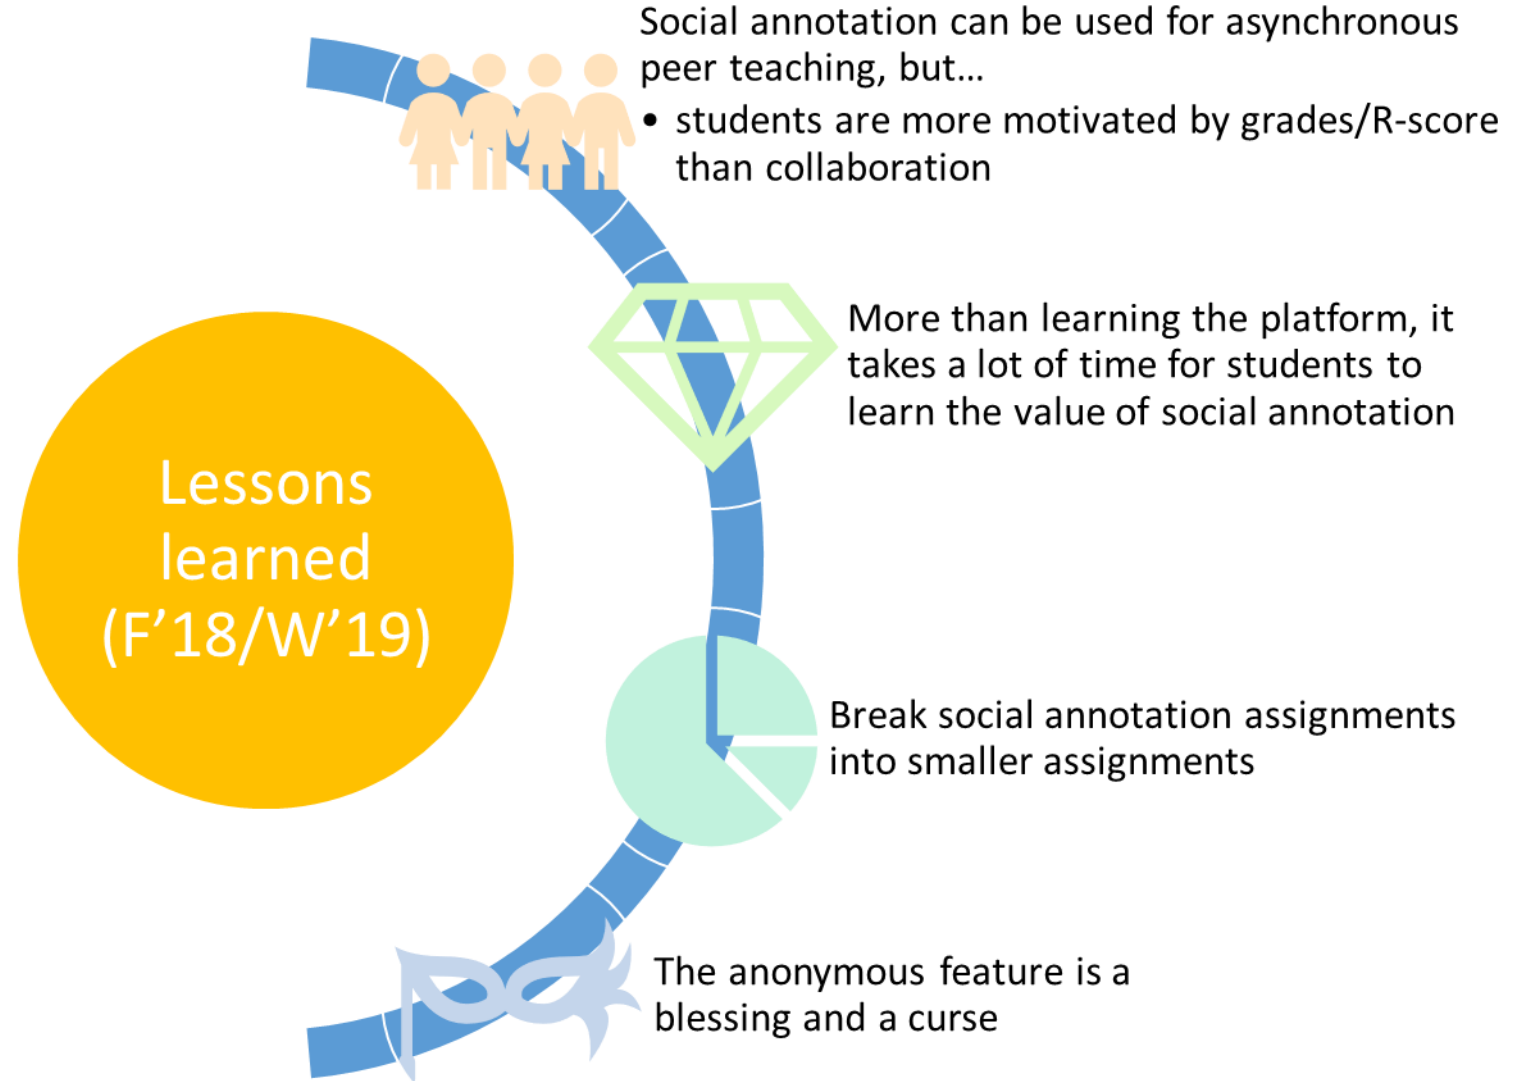 Social annotation can be used for asynchronous
peer teaching, but…
• students are more motivated by grades/R-score
than collaboration
More than learning the platform, it
takes a lot of time for students to
learn the value of social annotation
Lessons
learned
(F’18/W’19)
Break social annotation assignments
into smaller assignments
The anonymous feature is a
blessing and a curse